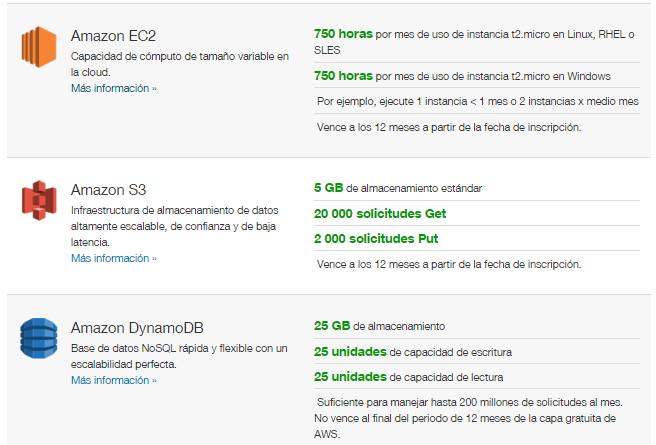 Amazon EC2
Capacidad de cómputo de tamaño variable en
la cloud.
Más información »
750 horas por mes de uso de instancia t2.micro en Linux, RHEL o
SLES
750 horas por mes de uso de instancia t2.micro en Windows
Por ejemplo, ejecute 1 instancia < 1 mes o 2 instancias x medio mes
Vence a los 12 meses a partir de la fecha de inscripción.
Amazon S3
Infraestructura de almacenamiento de datos
altamente escalable, de confianza y de baja
latencia.
Más información »
5 GB de almacenamiento estándar
20 000 solicitudes Get
2 000 solicitudes Put
Vence a los 12 meses a partir de la fecha de inscripción.
Amazon DynamoDB
Base de datos NoSQL rápida y flexible con un
escalabilidad perfecta.
Más información »
25 GB de almacenamiento
25 unidades de capacidad de escritura
25 unidades de capacidad de lectura
Suficiente para manejar hasta 200 millones de solicitudes al mes.
No vence al final del periodo de 12 meses de la capa gratuita de
AWS.